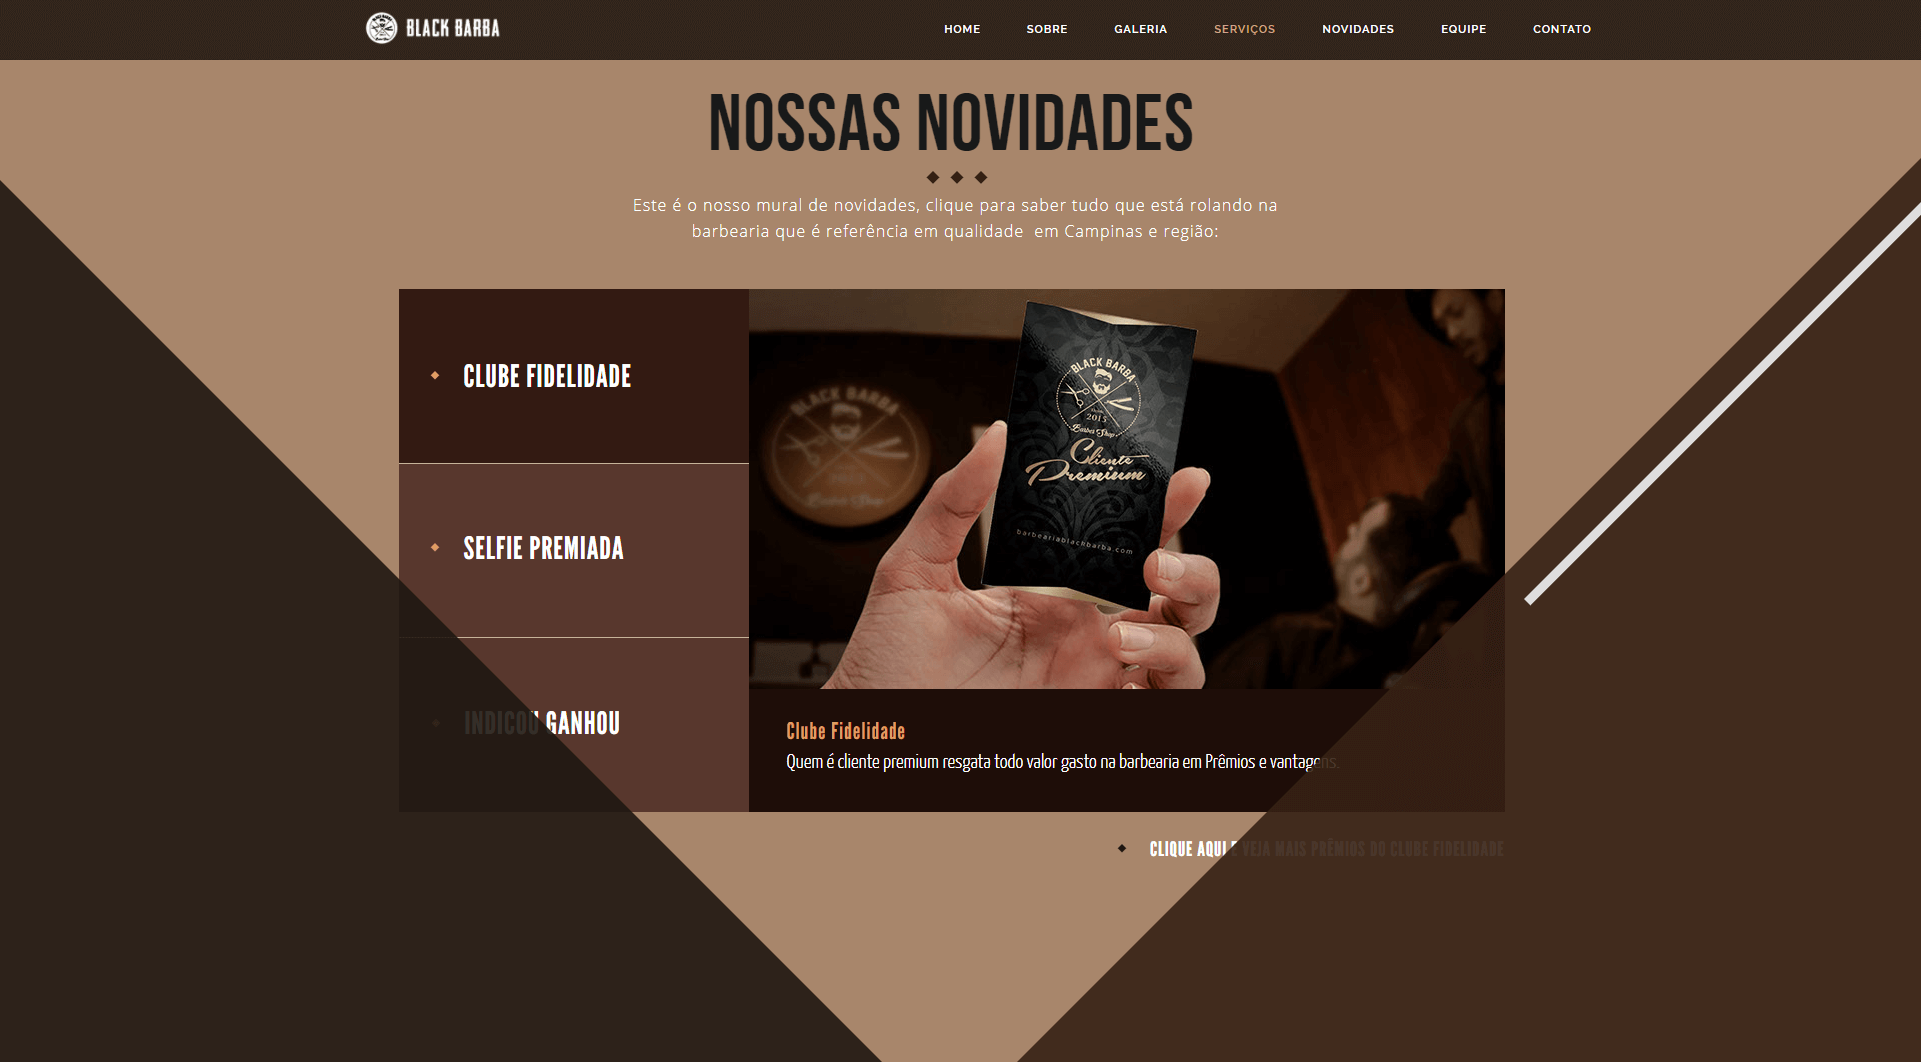 BLACK BARBA
HOME SOBRE GALERIA SERVIÇOS NOVIDADES EQUIPE CONTATO
NOSSAS NOVIDADES
Este é o nosso mural de novidades, clique para saber tudo que está rolando na
barbearia que é referência em qualidade em Campinas e região:
CLUBE FIDELIDADE
SELFIE PREMIADA
INDICOU GANHOU
BLACK BARBA
2015
Barber Shop
BLACK BARBA
2015
Barber Shop
Cliente
Premium
barbeariablackbarba.com
Clube Fidelidade
Quem é cliente premium resgata todo valor gasto na barbearia em Prêmios e vantagens.
CLIQUE AQUI E VEJA MAIS PRÊMIOS DO CLUBE FIDELIDADE